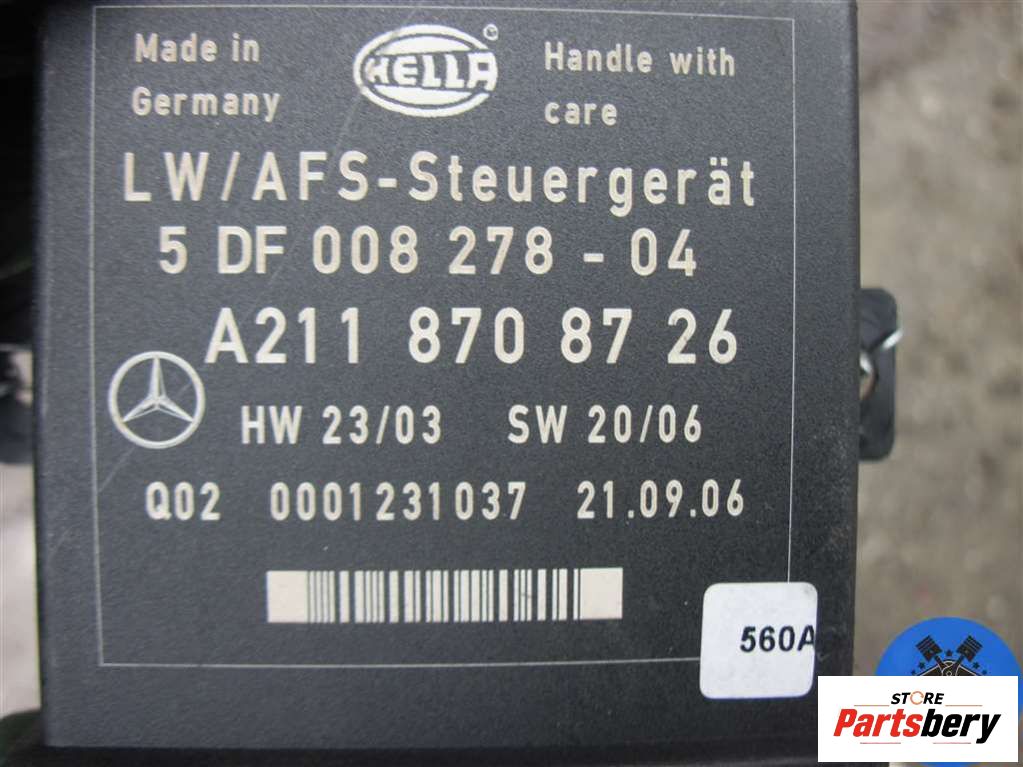 Made in
Germany
HELLA
Handle with
care
LW/AFS-Steuergerät
5 DF 008 278 - 04
A211 870 87 26
HW 23/03 SW 20/06
Q02 0001231037 21.09.06
560A
STORE
Partsbery